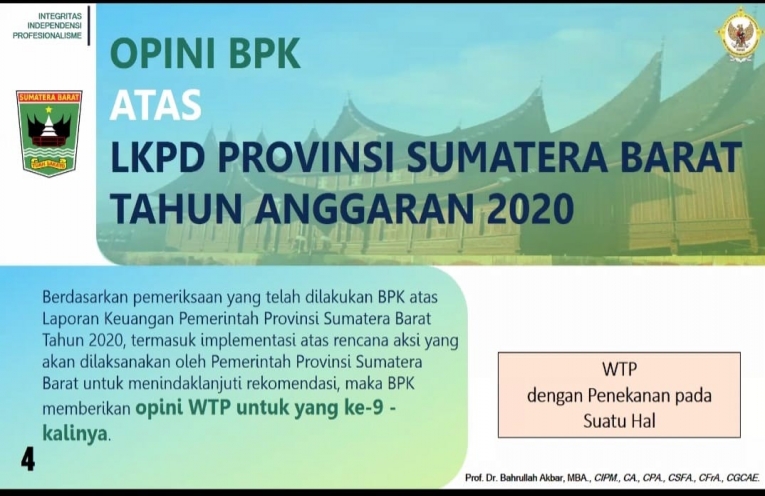 INTEGRITAS
INDEPENDENSI
PROFESIONALISME
SUMATERA BARAT
OPINI BPK
ATAS
LKPD PROVINSI SUMATERA BARAT
TAHUN ANGGARAN 2020
Berdasarkan pemeriksaan yang telah dilakukan BPK atas
Laporan Keuangan Pemerintah Provinsi Sumatera Barat
Tahun 2020, termasuk implementasi atas rencana aksi yang
akan dilaksanakan oleh Pemerintah Provinsi Sumatera
Barat untuk menindaklanjuti rekomendasi, maka BPK
memberikan opini WTP untuk yang ke-9 -
kalinya.
WTP
dengan Penekanan pada
Suatu Hal
4
Prof. Dr. Bahrullah Akbar, MBA., CIPM., CA., CPA., CSFA., CFrA., CGCAE.